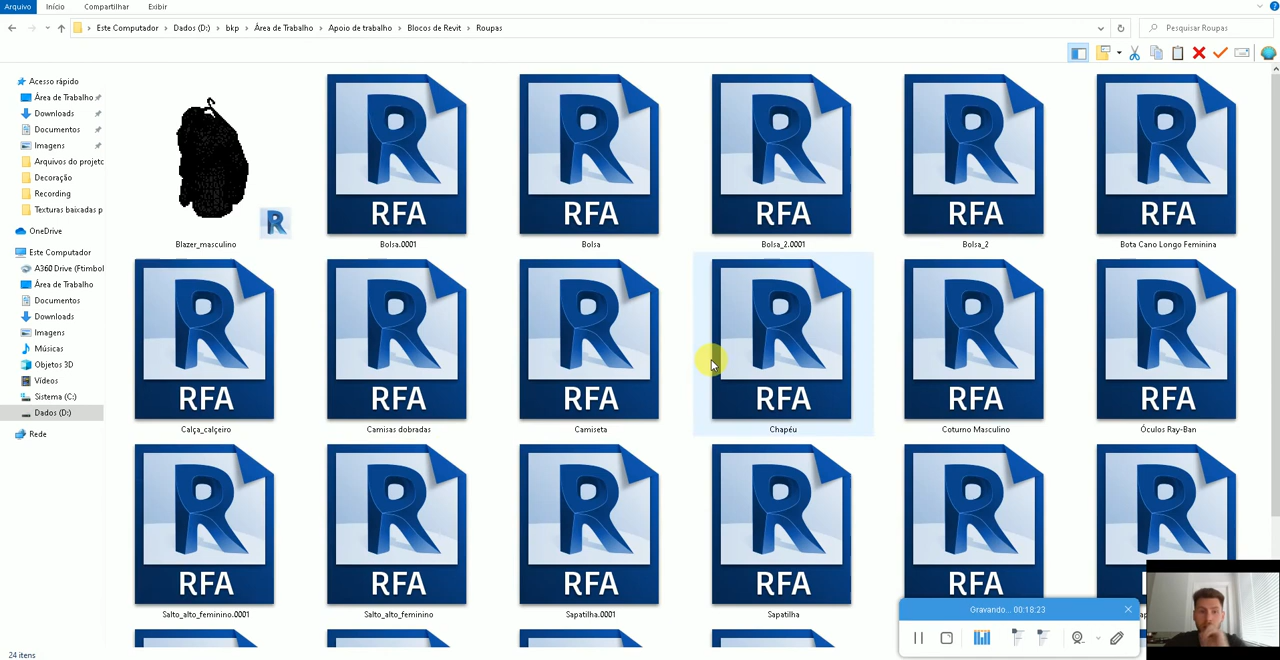 Arquivo Início Compartilhar Exibir
Este Computador Dados (D:) bkp Área de Trabalho Apoio de trabalho Blocos de Revit Roupas
Pesquisar Roupas
Acesso rápido
Área de Trabalho
Downloads
Documentos
Imagens
Arquivos do projeto
Decoração
Recording
Texturas baixadas p
OneDrive
Este Computador
A360 Drive (Ftimbol
Área de Trabalho
Documentos
Downloads
Imagens
Músicas
Objetos 3D
Vídeos
Sistema (C:)
Dados (D:)
Rede
R RFA RFA RFA RFA RFA
Blazer_masculino Bolsa.0001 Bolsa Bolsa_2.0001 Bolsa_2 Bota Cano Longo Feminina
RFA RFA RFA RFA RFA RFA
Calça_calçeiro Camisas dobradas Camiseta Chapéu Coturno Masculino Óculos Ray-Ban
RFA RFA RFA RFA RFA
Salto_alto_feminino.0001 Salto_alto_feminino Sapatilha.0001 Sapatilha
Gravando... 00:18:23
24 itens